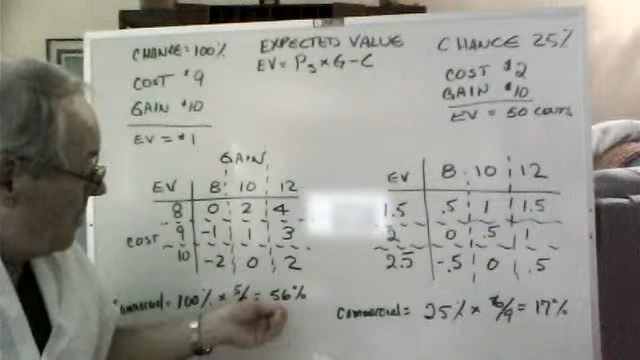 CHANCE = 100%
COST $9
GAIN $10
EV = $1
EXPECTED VALUE
EV = Ps × G - C
CHANCE 25%
COST $2
GAIN $10
EV = 50 CENTS
GAIN
EV 8 10 12
8 0 2 4
COST 9 -1 1 3
10 -2 0 2
COMMERCIAL = 100% × 5/ = 56%
EV 8 10 12
1.5 .5 1 1.5
2 0 .5 1
2.5 -.5 0 .5
COMMERCIAL = 25% × /9 = 17%